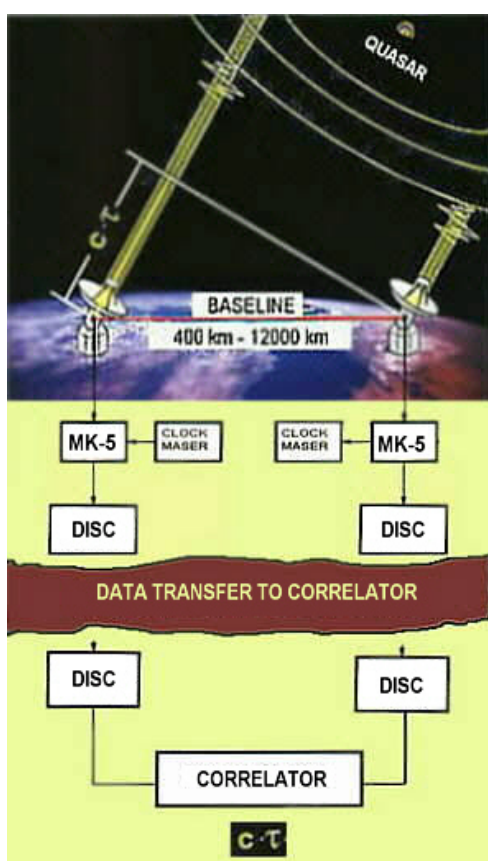 QUASAR
c·τ
BASELINE
400 km - 12000 km
MK-5
CLOCK
MASER
CLOCK
MASER
MK-5
DISC
DISC
DATA TRANSFER TO CORRELATOR
DISC
DISC
CORRELATOR
c·τ